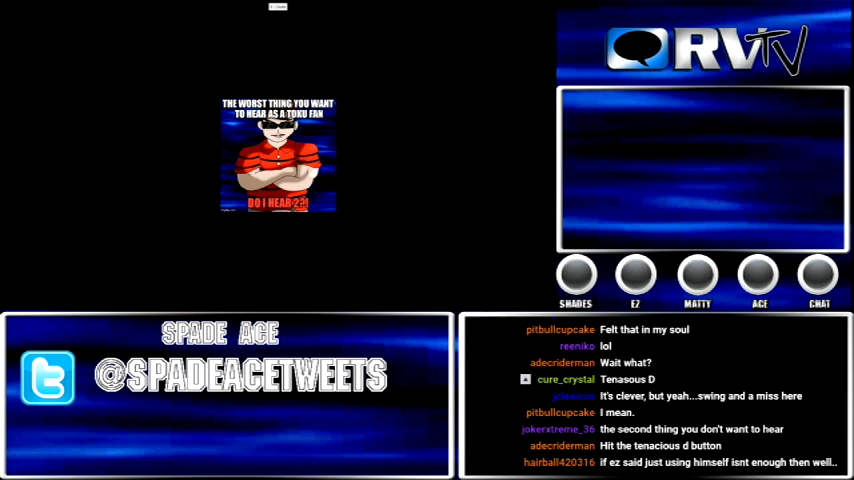 RVTV
THE WORST THING YOU WANT
TO HEAR AS A TOKU FAN
DO I HEAR 2?!
SHADES EZ MATTY ACE CHAT
SPADE ACE
@SPADEACETWEETS
pitbullcupcake Felt that in my soul
reeniko lol
adecriderman Wait what?
cure_crystal Tenasous D
It's clever, but yeah...swing and a miss here
pitbullcupcake I mean.
jokerxtreme_36 the second thing you don't want to hear
adecriderman Hit the tenacious d button
hairball420316 if ez said just using himself isnt enough then well..